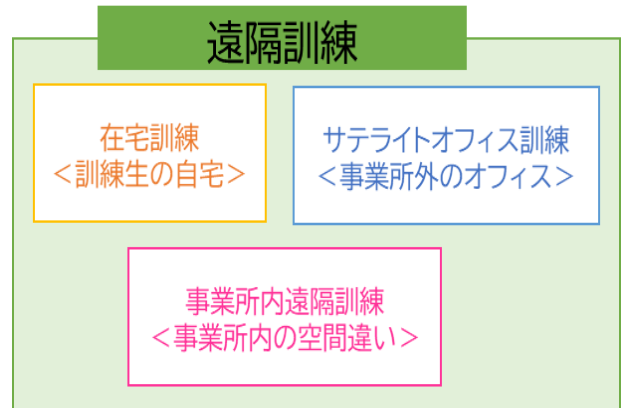 遠隔訓練
在宅訓練
＜訓練生の自宅＞
サテライトオフィス訓練
＜事業所外のオフィス＞
事業所内遠隔訓練
＜事業所内の空間違い＞